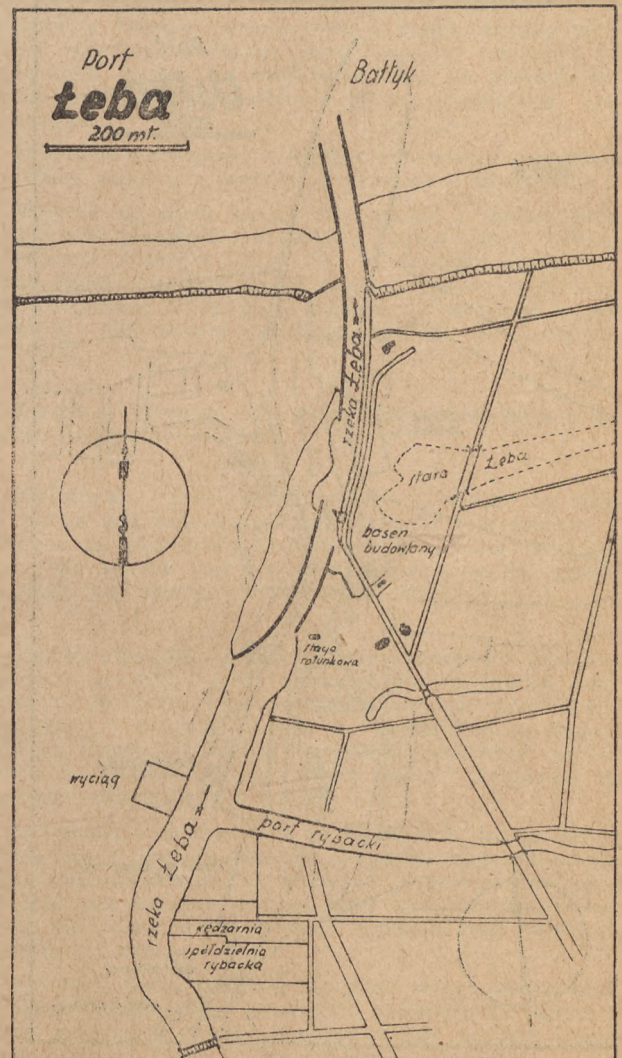 Port
Łeba
200 mt.
Bałtyk
rzeka Łeba
stara Łeba
basen
budowlany
stacja
ratunkowa
wyciąg
port rybacki
rzeka Łeba
wędzarnia
spółdzielnia
rybacka